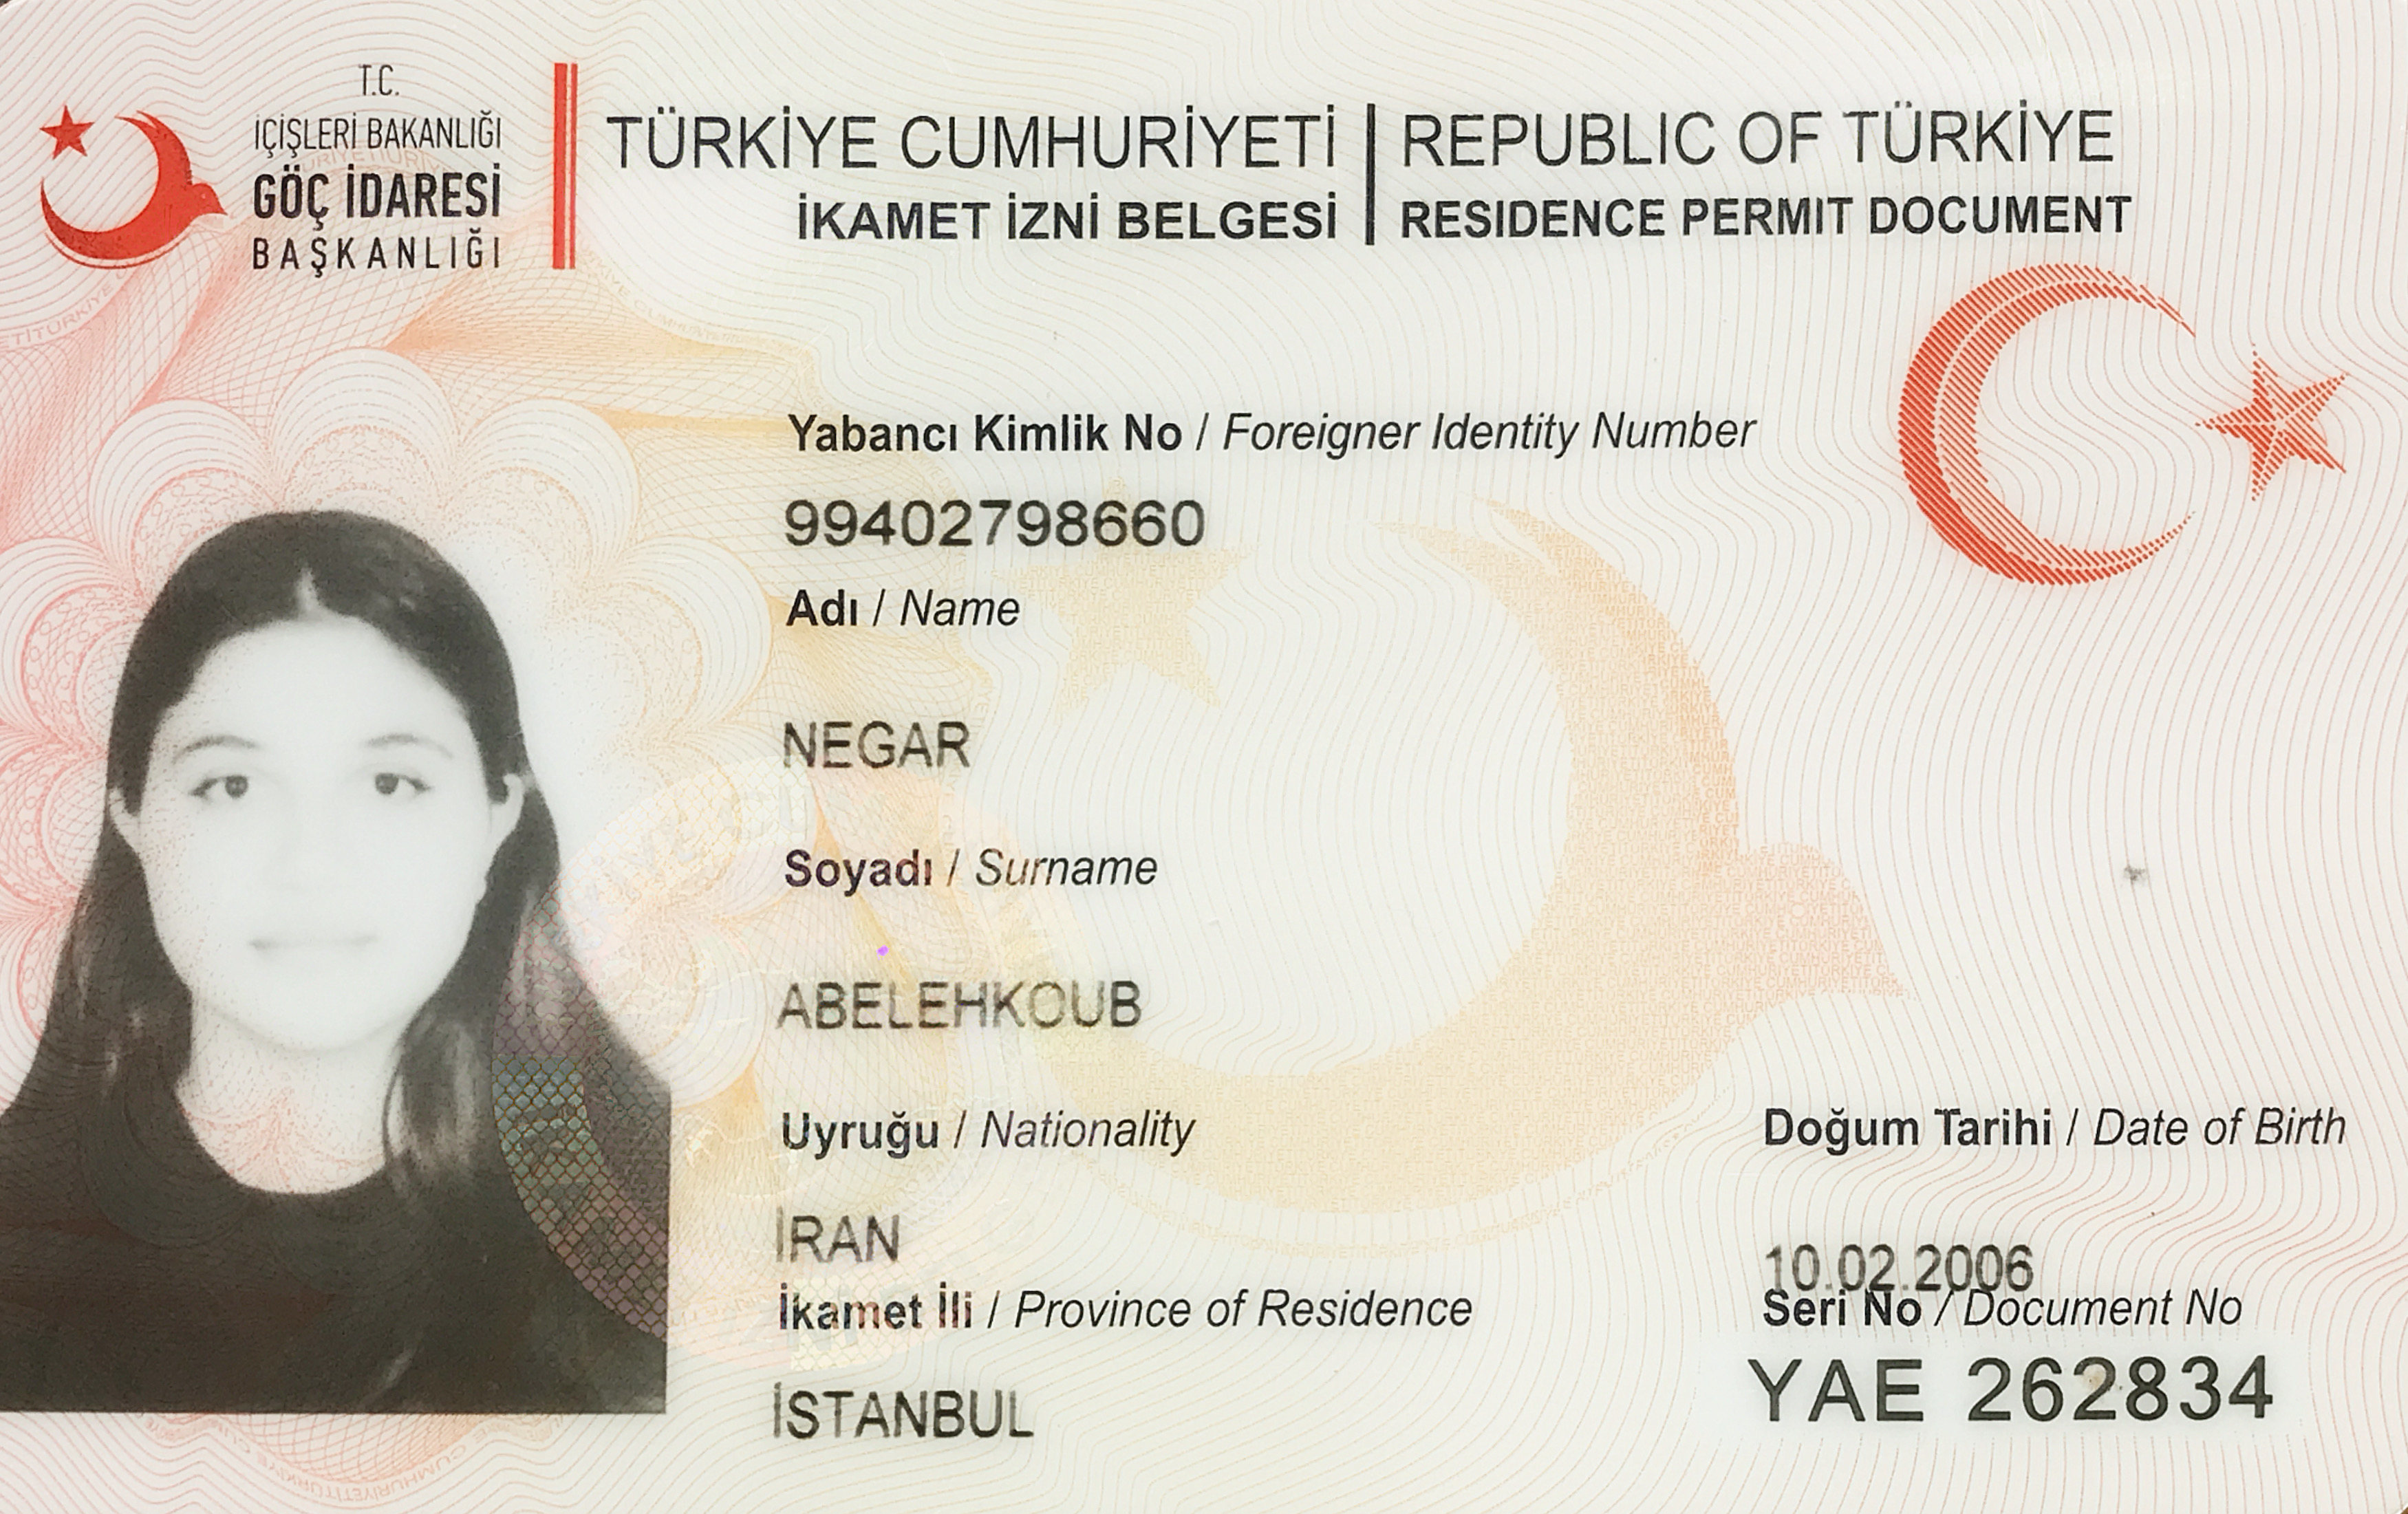 T.C.
İÇİŞLERİ BAKANLIĞI
GÖÇ İDARESİ
BAŞKANLIĞI
TÜRKİYE CUMHURİYETİ | REPUBLIC OF TÜRKİYE
İKAMET İZNİ BELGESİ | RESIDENCE PERMIT DOCUMENT
Yabancı Kimlik No / Foreigner Identity Number
99402798660
Adı / Name
NEGAR
Soyadı / Surname
ABELEHKOUB
Uyruğu / Nationality
İRAN
Doğum Tarihi / Date of Birth
10.02.2006
İkamet İli / Province of Residence
İSTANBUL
Seri No / Document No
YAE 262834